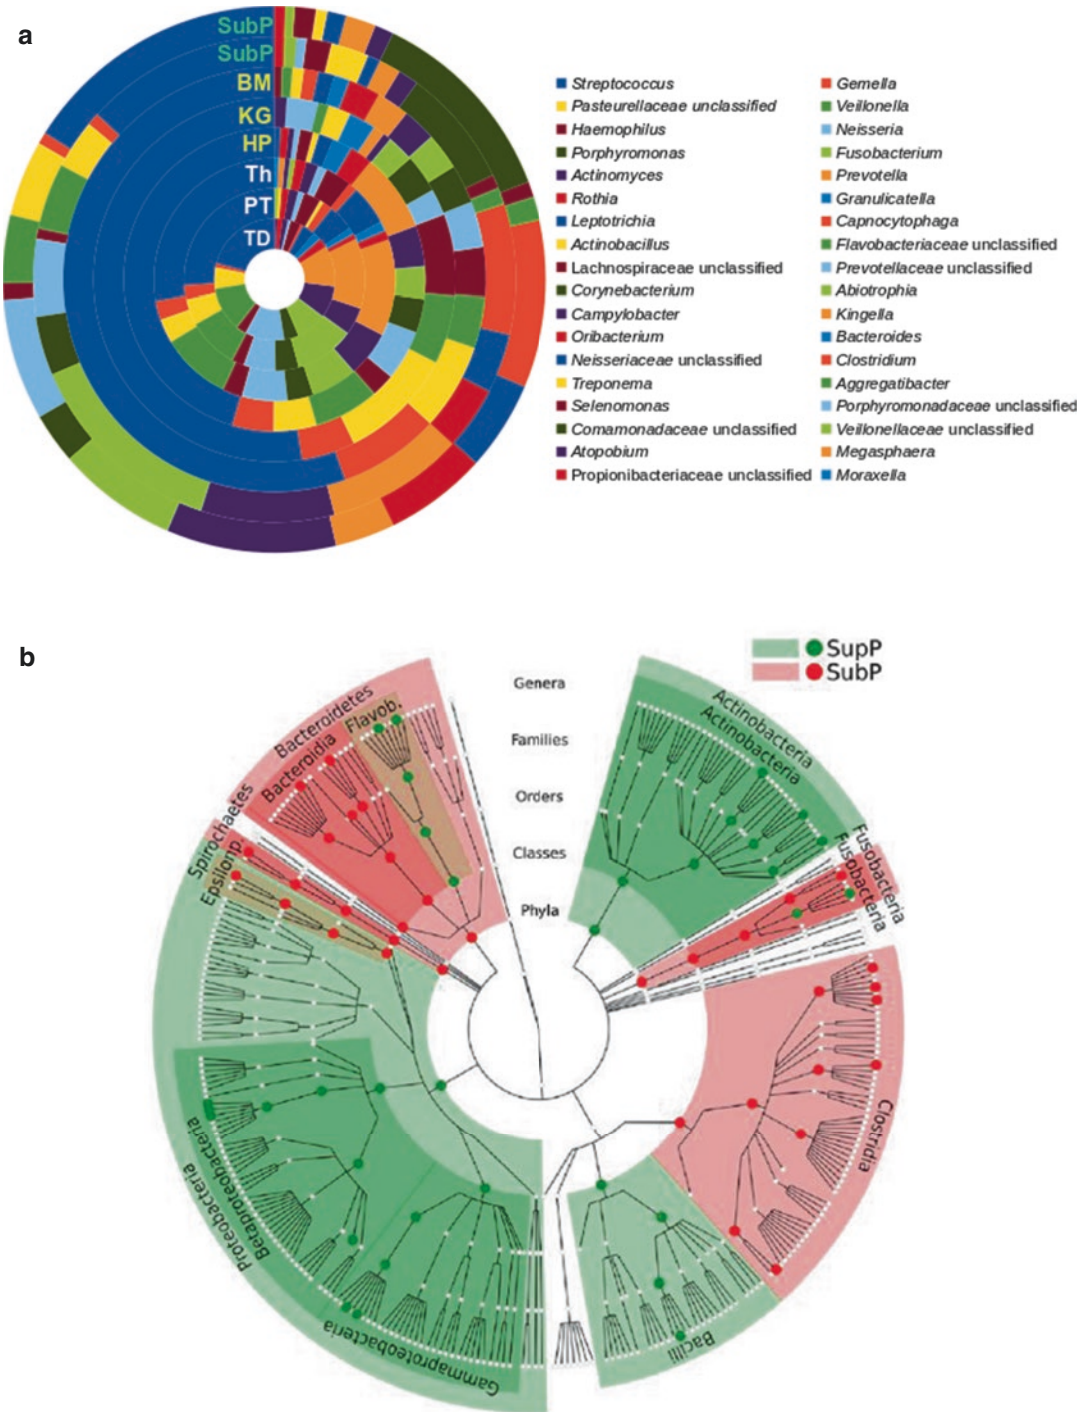 a
SubP
SubP
BM
KG
HP
Th
PT
TD
Streptococcus
Pasteurellaceae unclassified
Haemophilus
Porphyromonas
Actinomyces
Rothia
Leptotrichia
Actinobacillus
Lachnospiraceae unclassified
Corynebacterium
Campylobacter
Oribacterium
Neisseriaceae unclassified
Treponema
Selenomonas
Comamonadaceae unclassified
Atopobium
Propionibacteriaceae unclassified
Gemella
Veillonella
Neisseria
Fusobacterium
Prevotella
Granulicatella
Capnocytophaga
Flavobacteriaceae unclassified
Prevotellaceae unclassified
Abiotrophia
Kingella
Bacteroides
Clostridium
Aggregatibacter
Porphyromonadaceae unclassified
Veillonellaceae unclassified
Megasphaera
Moraxella
b
SupP
SubP
Genera
Families
Orders
Classes
Phyla
Bacteroidetes
Bacteroidia
Flavob.
Spirochaetes
Epsilonp.
Actinobacteria
Actinobacteria
Fusobacteria
Fusobacteria
Clostridia
Bacilli
Proteobacteria
Betaproteobacteria
Gammaproteobacteria